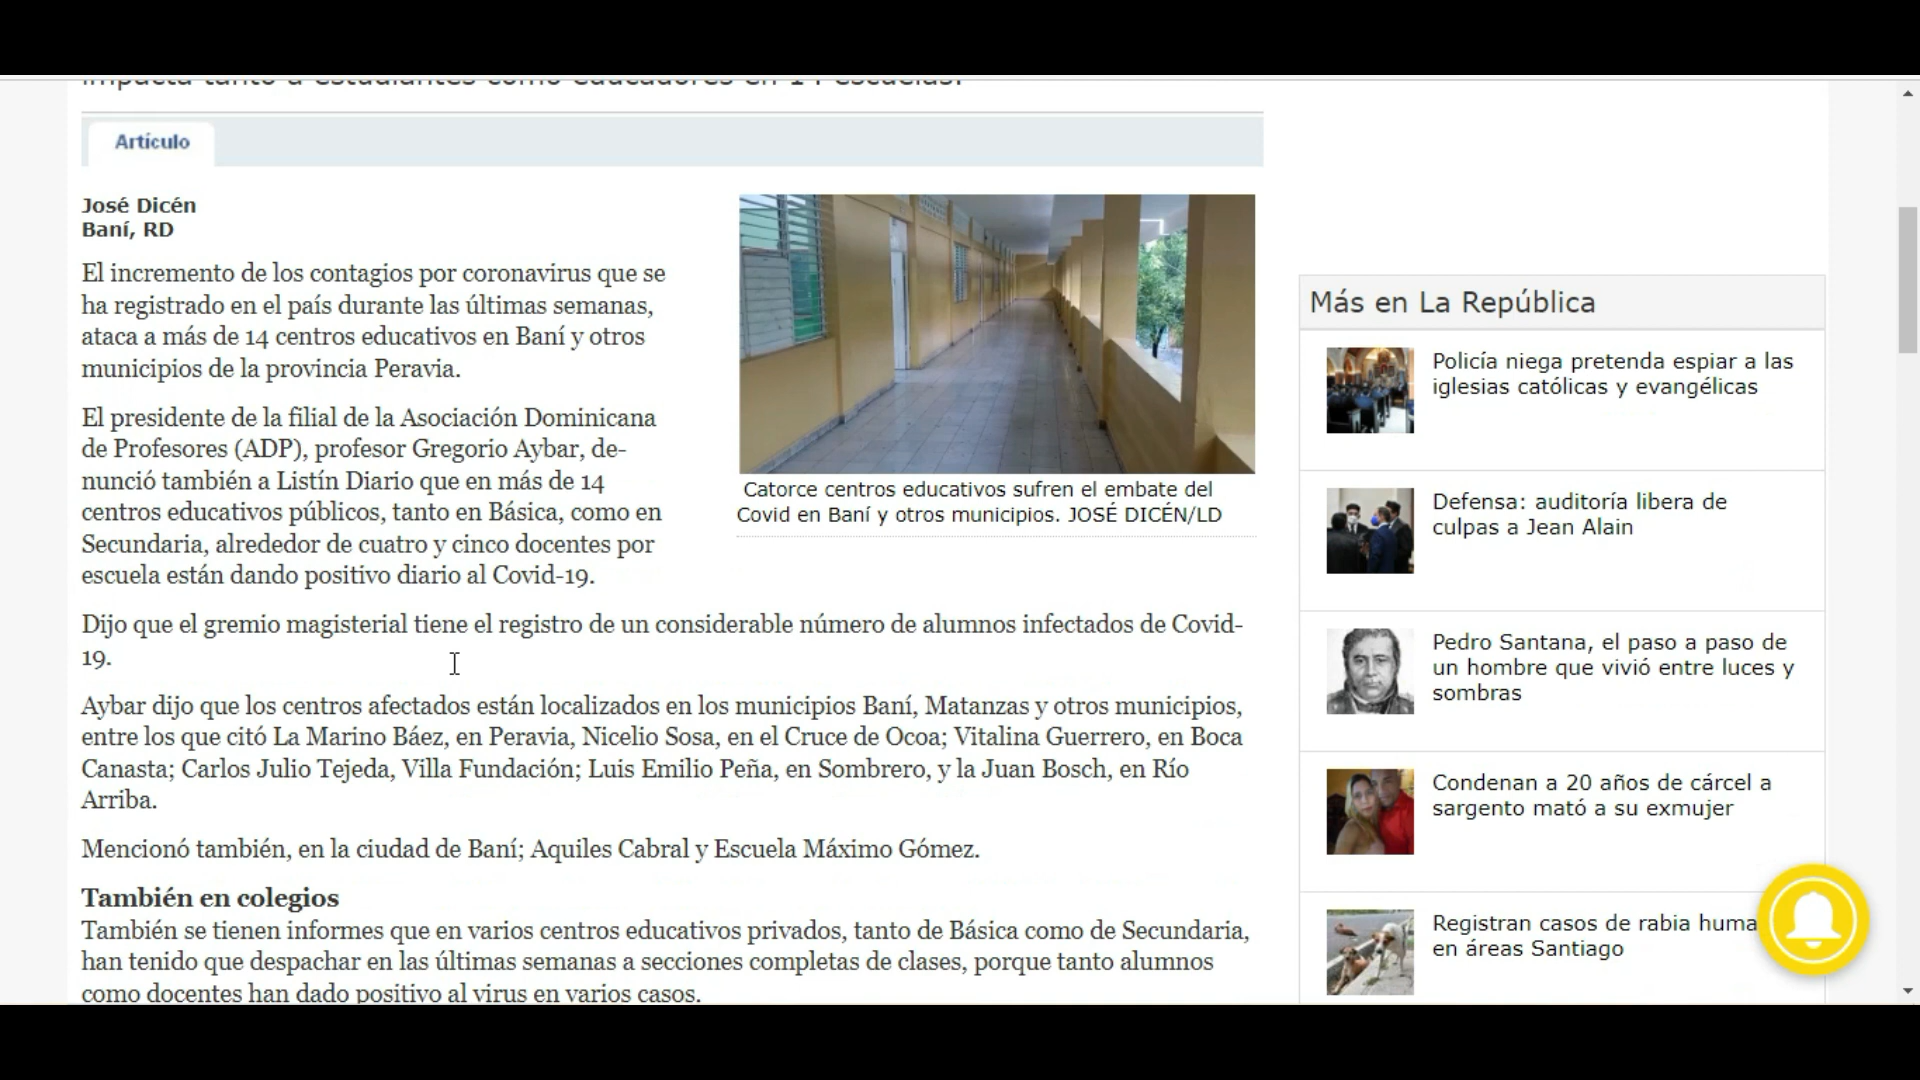 impacta tanto a estudiantes como educadores en 14 escuelas.
Artículo
José Dicén
Baní, RD
El incremento de los contagios por coronavirus que se
ha registrado en el país durante las últimas semanas,
ataca a más de 14 centros educativos en Baní y otros
municipios de la provincia Peravia.
El presidente de la filial de la Asociación Dominicana
de Profesores (ADP), profesor Gregorio Aybar, de-
nunció también a Listín Diario que en más de 14
centros educativos públicos, tanto en Básica, como en
Secundaria, alrededor de cuatro y cinco docentes por
escuela están dando positivo diario al Covid-19.
Catorce centros educativos sufren el embate del
Covid en Baní y otros municipios. JOSÉ DICÉN/LD
Dijo que el gremio magisterial tiene el registro de un considerable número de alumnos infectados de Covid-
19.
Aybar dijo que los centros afectados están localizados en los municipios Baní, Matanzas y otros municipios,
entre los que citó La Marino Báez, en Peravia, Nicelio Sosa, en el Cruce de Ocoa; Vitalina Guerrero, en Boca
Canasta; Carlos Julio Tejeda, Villa Fundación; Luis Emilio Peña, en Sombrero, y la Juan Bosch, en Río
Arriba.
Mencionó también, en la ciudad de Baní; Aquiles Cabral y Escuela Máximo Gómez.
También en colegios
También se tienen informes que en varios centros educativos privados, tanto de Básica como de Secundaria,
han tenido que despachar en las últimas semanas a secciones completas de clases, porque tanto alumnos
como docentes han dado positivo al virus en varios casos.
Más en La República
Policía niega pretenda espiar a las
iglesias católicas y evangélicas
Defensa: auditoría libera de
culpas a Jean Alain
Pedro Santana, el paso a paso de
un hombre que vivió entre luces y
sombras
Condenan a 20 años de cárcel a
sargento mató a su exmujer
Registran casos de rabia huma
en áreas Santiago